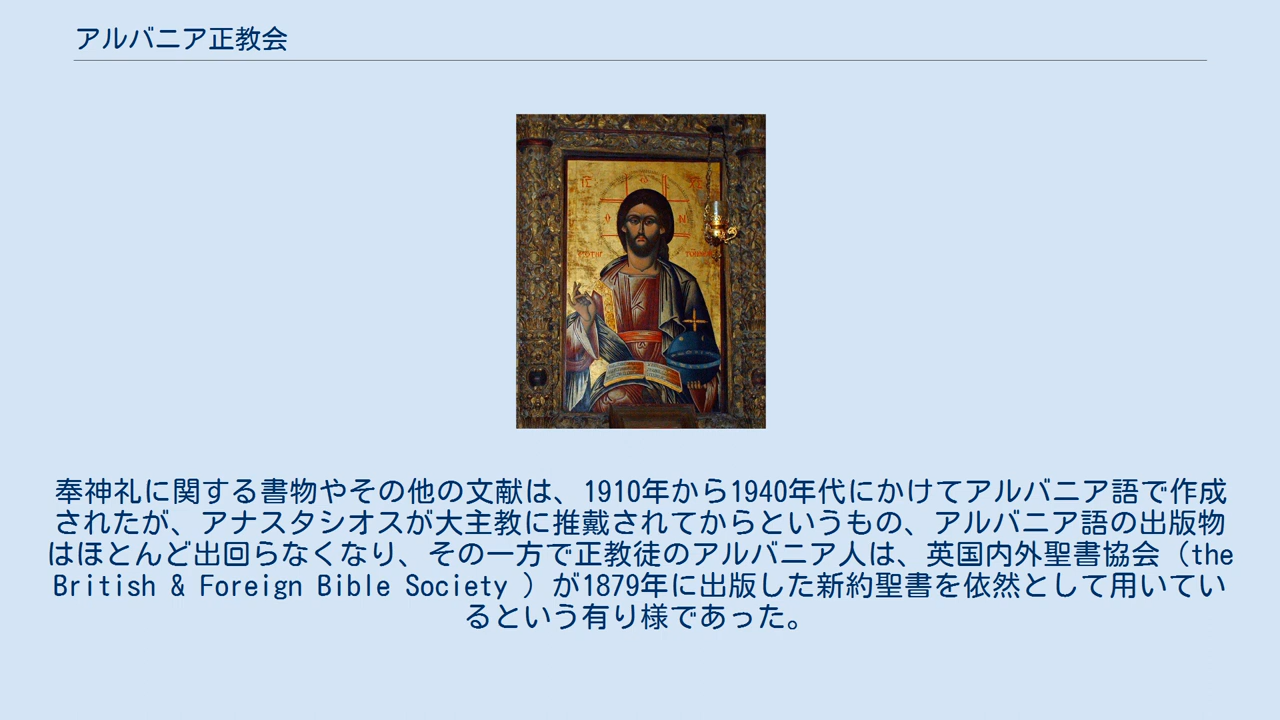 アルバニア正教会
奉神礼に関する書物やその他の文献は、1910年から1940年代にかけてアルバニア語で作成
されたが、アナスタシオスが大主教に推戴されてからというもの、アルバニア語の出版物
はほとんど出回らなくなり、その一方で正教徒のアルバニア人は、英国内外聖書協会（the
British & Foreign Bible Society ）が1879年に出版した新約聖書を依然として用いてい
るという有り様であった。